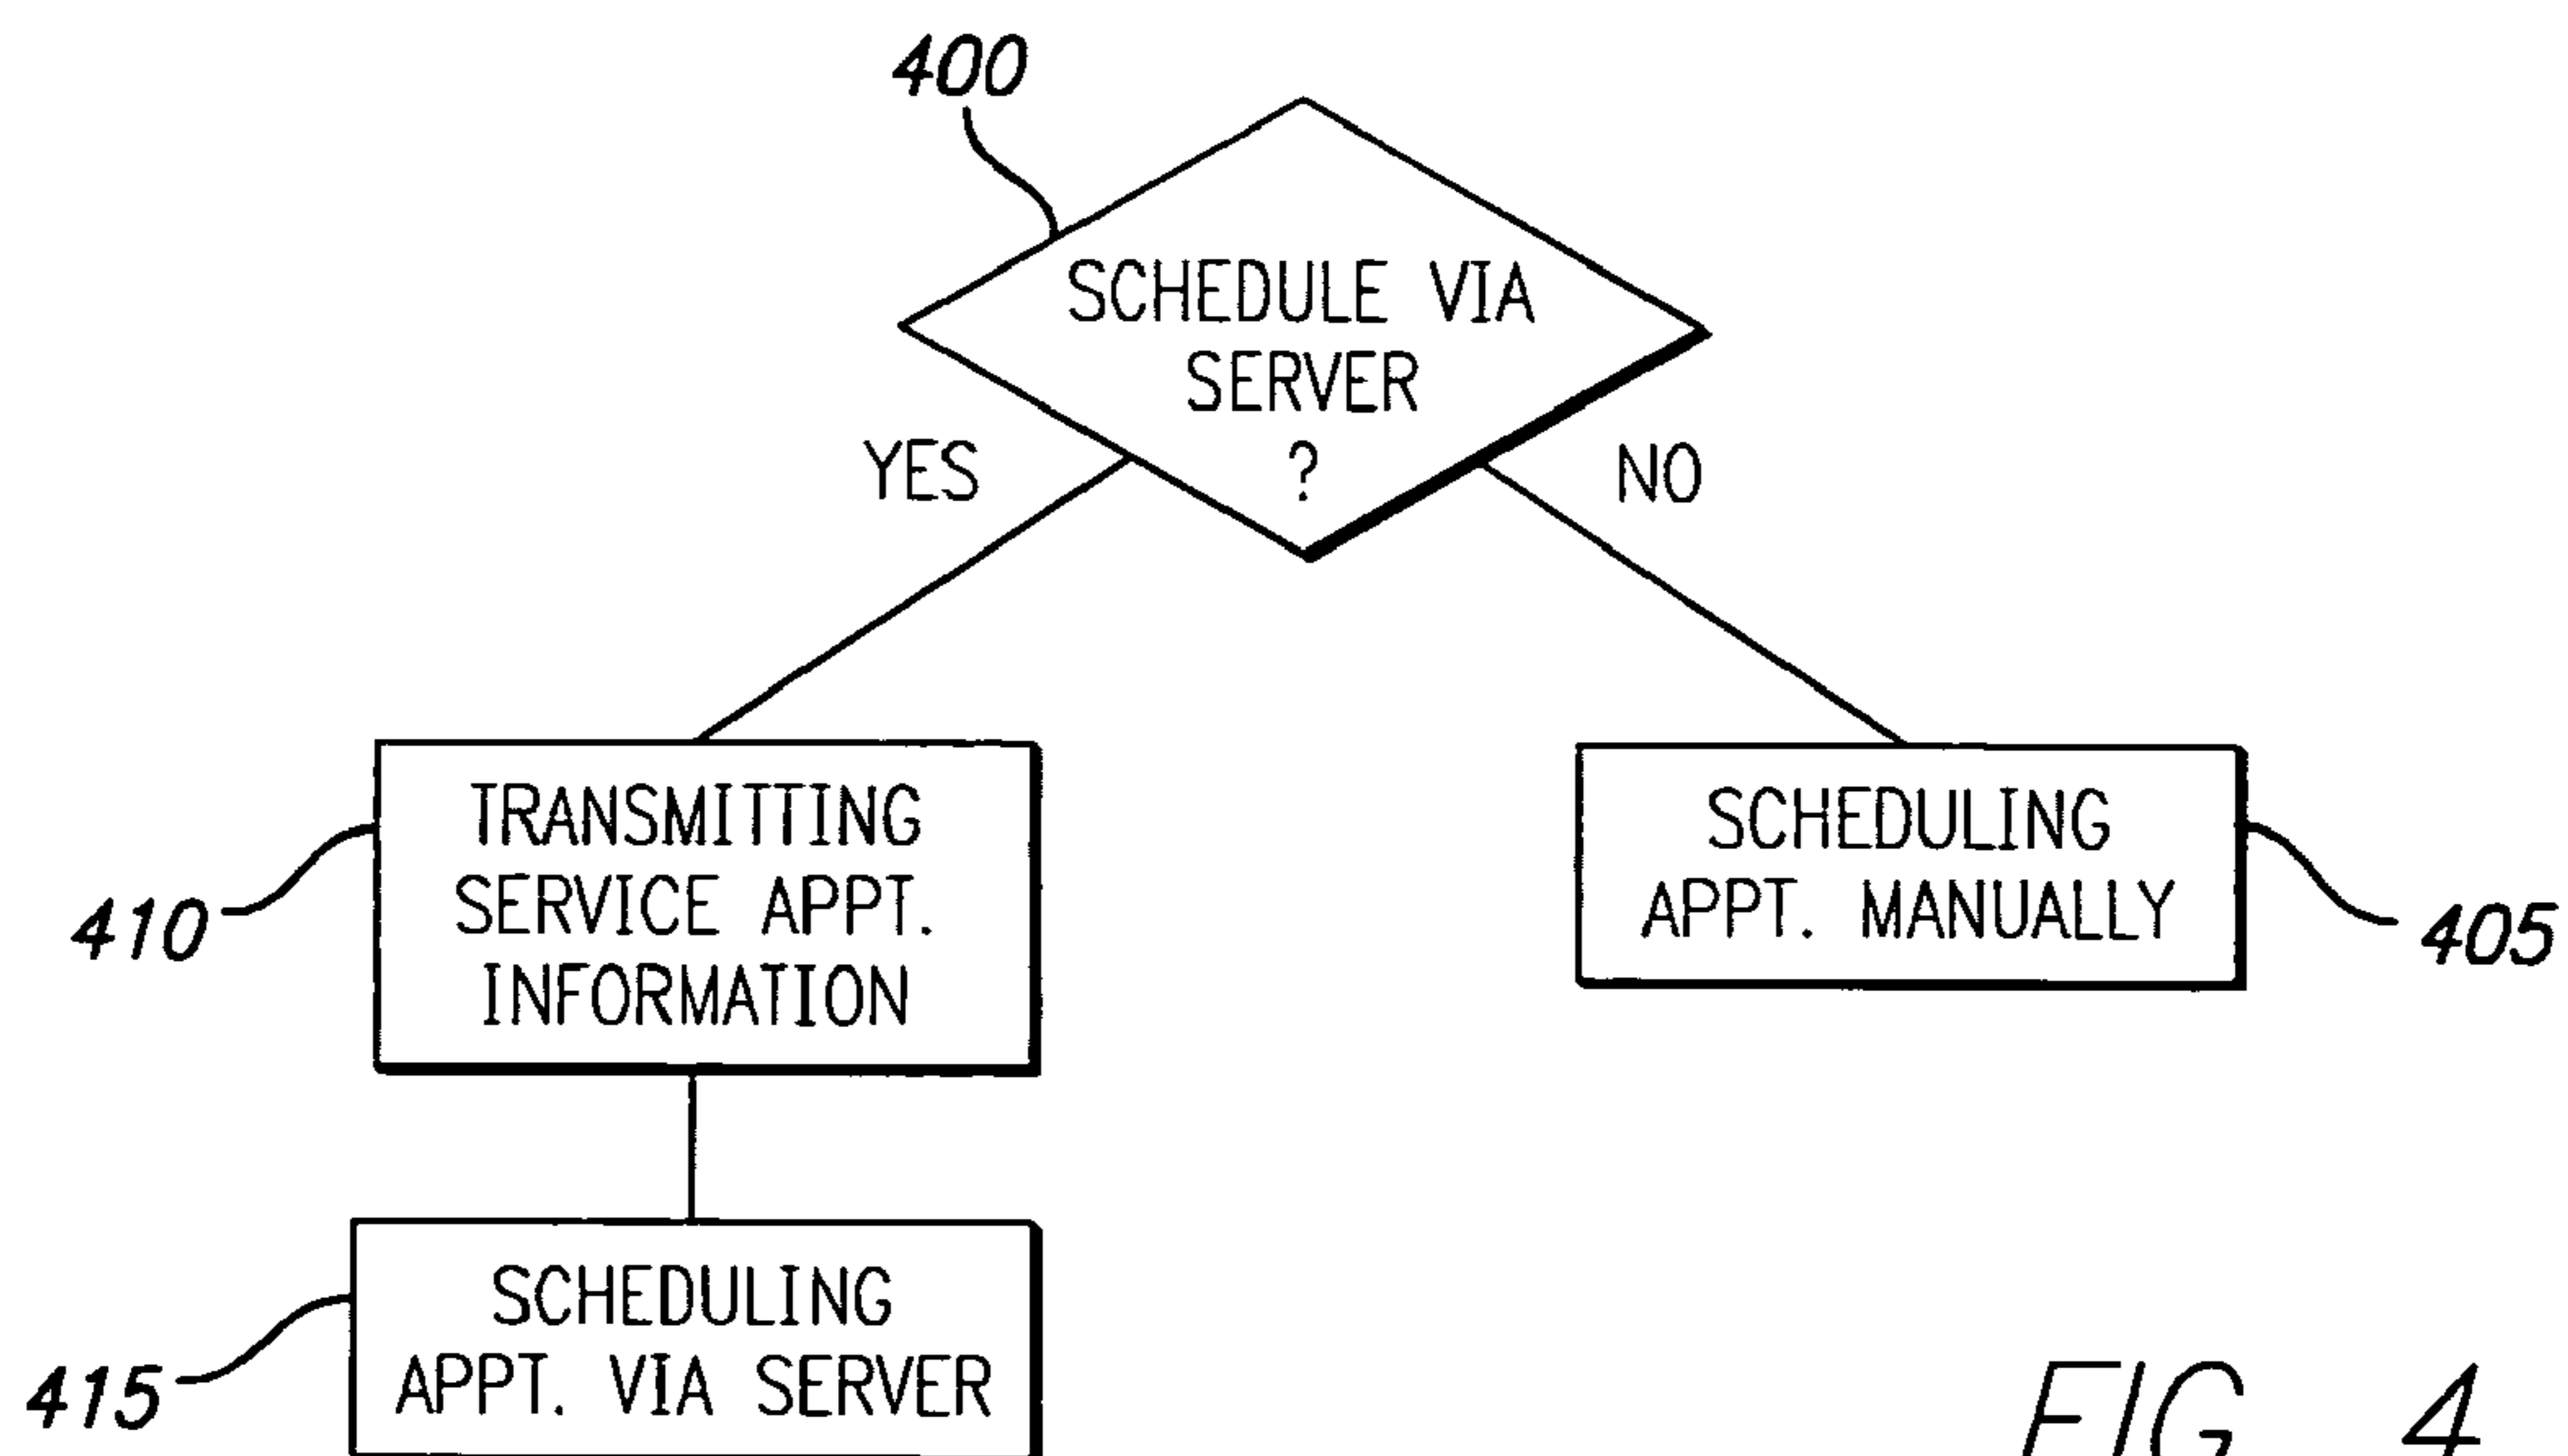 400
SCHEDULE VIA
SERVER
?
YES
NO
TRANSMITTING
SERVICE APPT.
INFORMATION
410
SCHEDULING
APPT. MANUALLY
405
SCHEDULING
APPT. VIA SERVER
415
FIG. 4